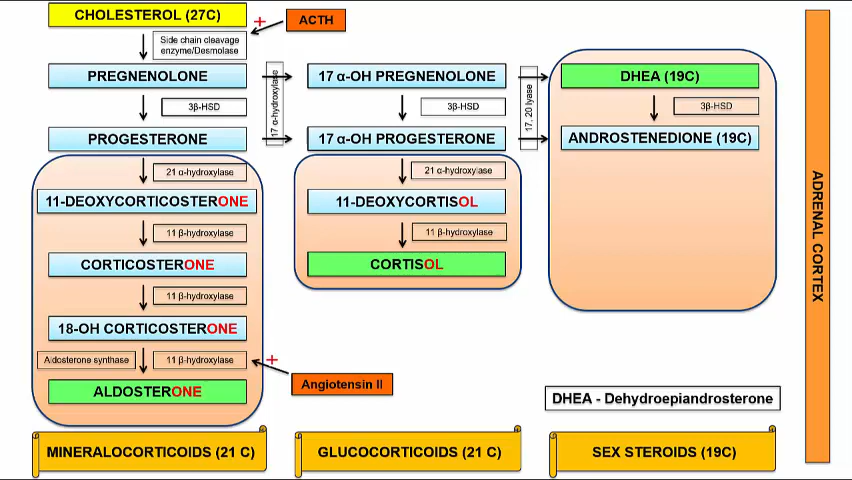 CHOLESTEROL (27C)
+
ACTH
Side chain cleavage
enzyme/Desmolase
PREGNENOLONE
17 α-hydroxylase
17 α-OH PREGNENOLONE
17, 20 lyase
DHEA (19C)
3β-HSD
3β-HSD
3β-HSD
PROGESTERONE
17 α-OH PROGESTERONE
ANDROSTENEDIONE (19C)
21 α-hydroxylase
21 α-hydroxylase
11-DEOXYCORTICOSTERONE
11-DEOXYCORTISOL
11 β-hydroxylase
11 β-hydroxylase
CORTICOSTERONE
CORTISOL
11 β-hydroxylase
18-OH CORTICOSTERONE
Aldosterone synthase
11 β-hydroxylase
+
Angiotensin II
ALDOSTERONE
DHEA - Dehydroepiandrosterone
MINERALOCORTICOIDS (21 C)
GLUCOCORTICOIDS (21 C)
SEX STEROIDS (19C)
ADRENAL CORTEX